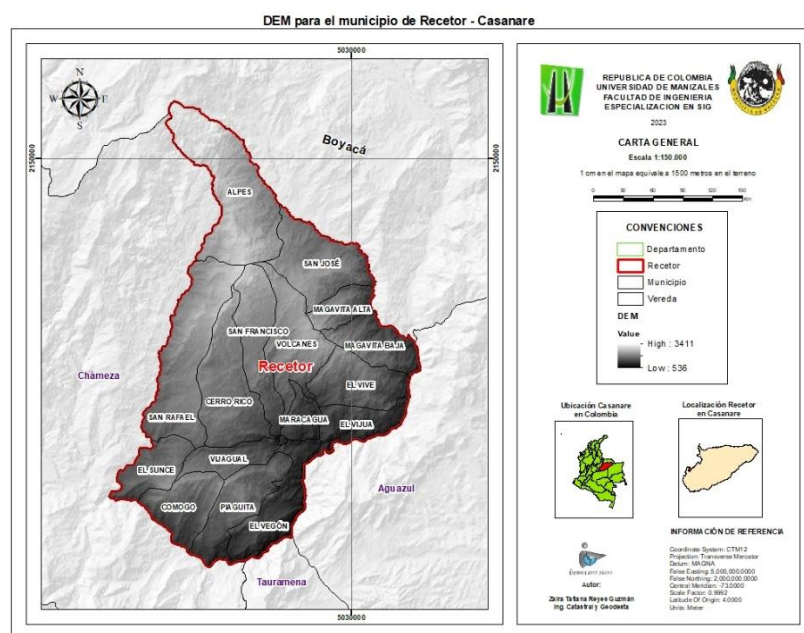 DEM para el municipio de Recetor - Casanare
5030000
N
W
E
S
Boyacá
2150000
2150000
ALPES
SAN JOSÉ
MAGAVITA ALTA
SAN FRANCISCO
VOLCANES
MAGAVITA BAJA
Recetor
Chámeza
EL VIVE
CERRO RICO
SAN RAFAEL
MARACAGUA
EL VIJUA
VIJAGUAL
EL SUNCE
Aguazul
COMOGO
PIAGUITA
EL VEGÓN
Tauramena
5030000
REPUBLICA DE COLOMBIA
UNIVERSIDAD DE MANIZALES
FACULTAD DE INGENIERIA
ESPECIALIZACION EN SIG
2023
CARTA GENERAL
Escala 1:150.000
1 cm en el mapa equivale a 1500 metros en el terreno
0 30 60 90 120 150
Km
CONVENCIONES
Departamento
Recetor
Municipio
Vereda
DEM
Value
High : 3411
Low : 536
Ubicación Casanare
en Colombia
Localización Recetor
en Casanare
INFORMACIÓN DE REFERENCIA
Coordinate System: CTM12
Projection: Transverse Mercator
Datum: MAGNA
False Easting: 5,000,000.0000
False Northing: 2,000,000.0000
Central Meridian: -73.0000
Scale Factor: 0.9992
Latitude Of Origin: 4.0000
Units: Meter
Autor:
Zaira Tatiana Reyes Guzmán
Ing. Catastral y Geodesta